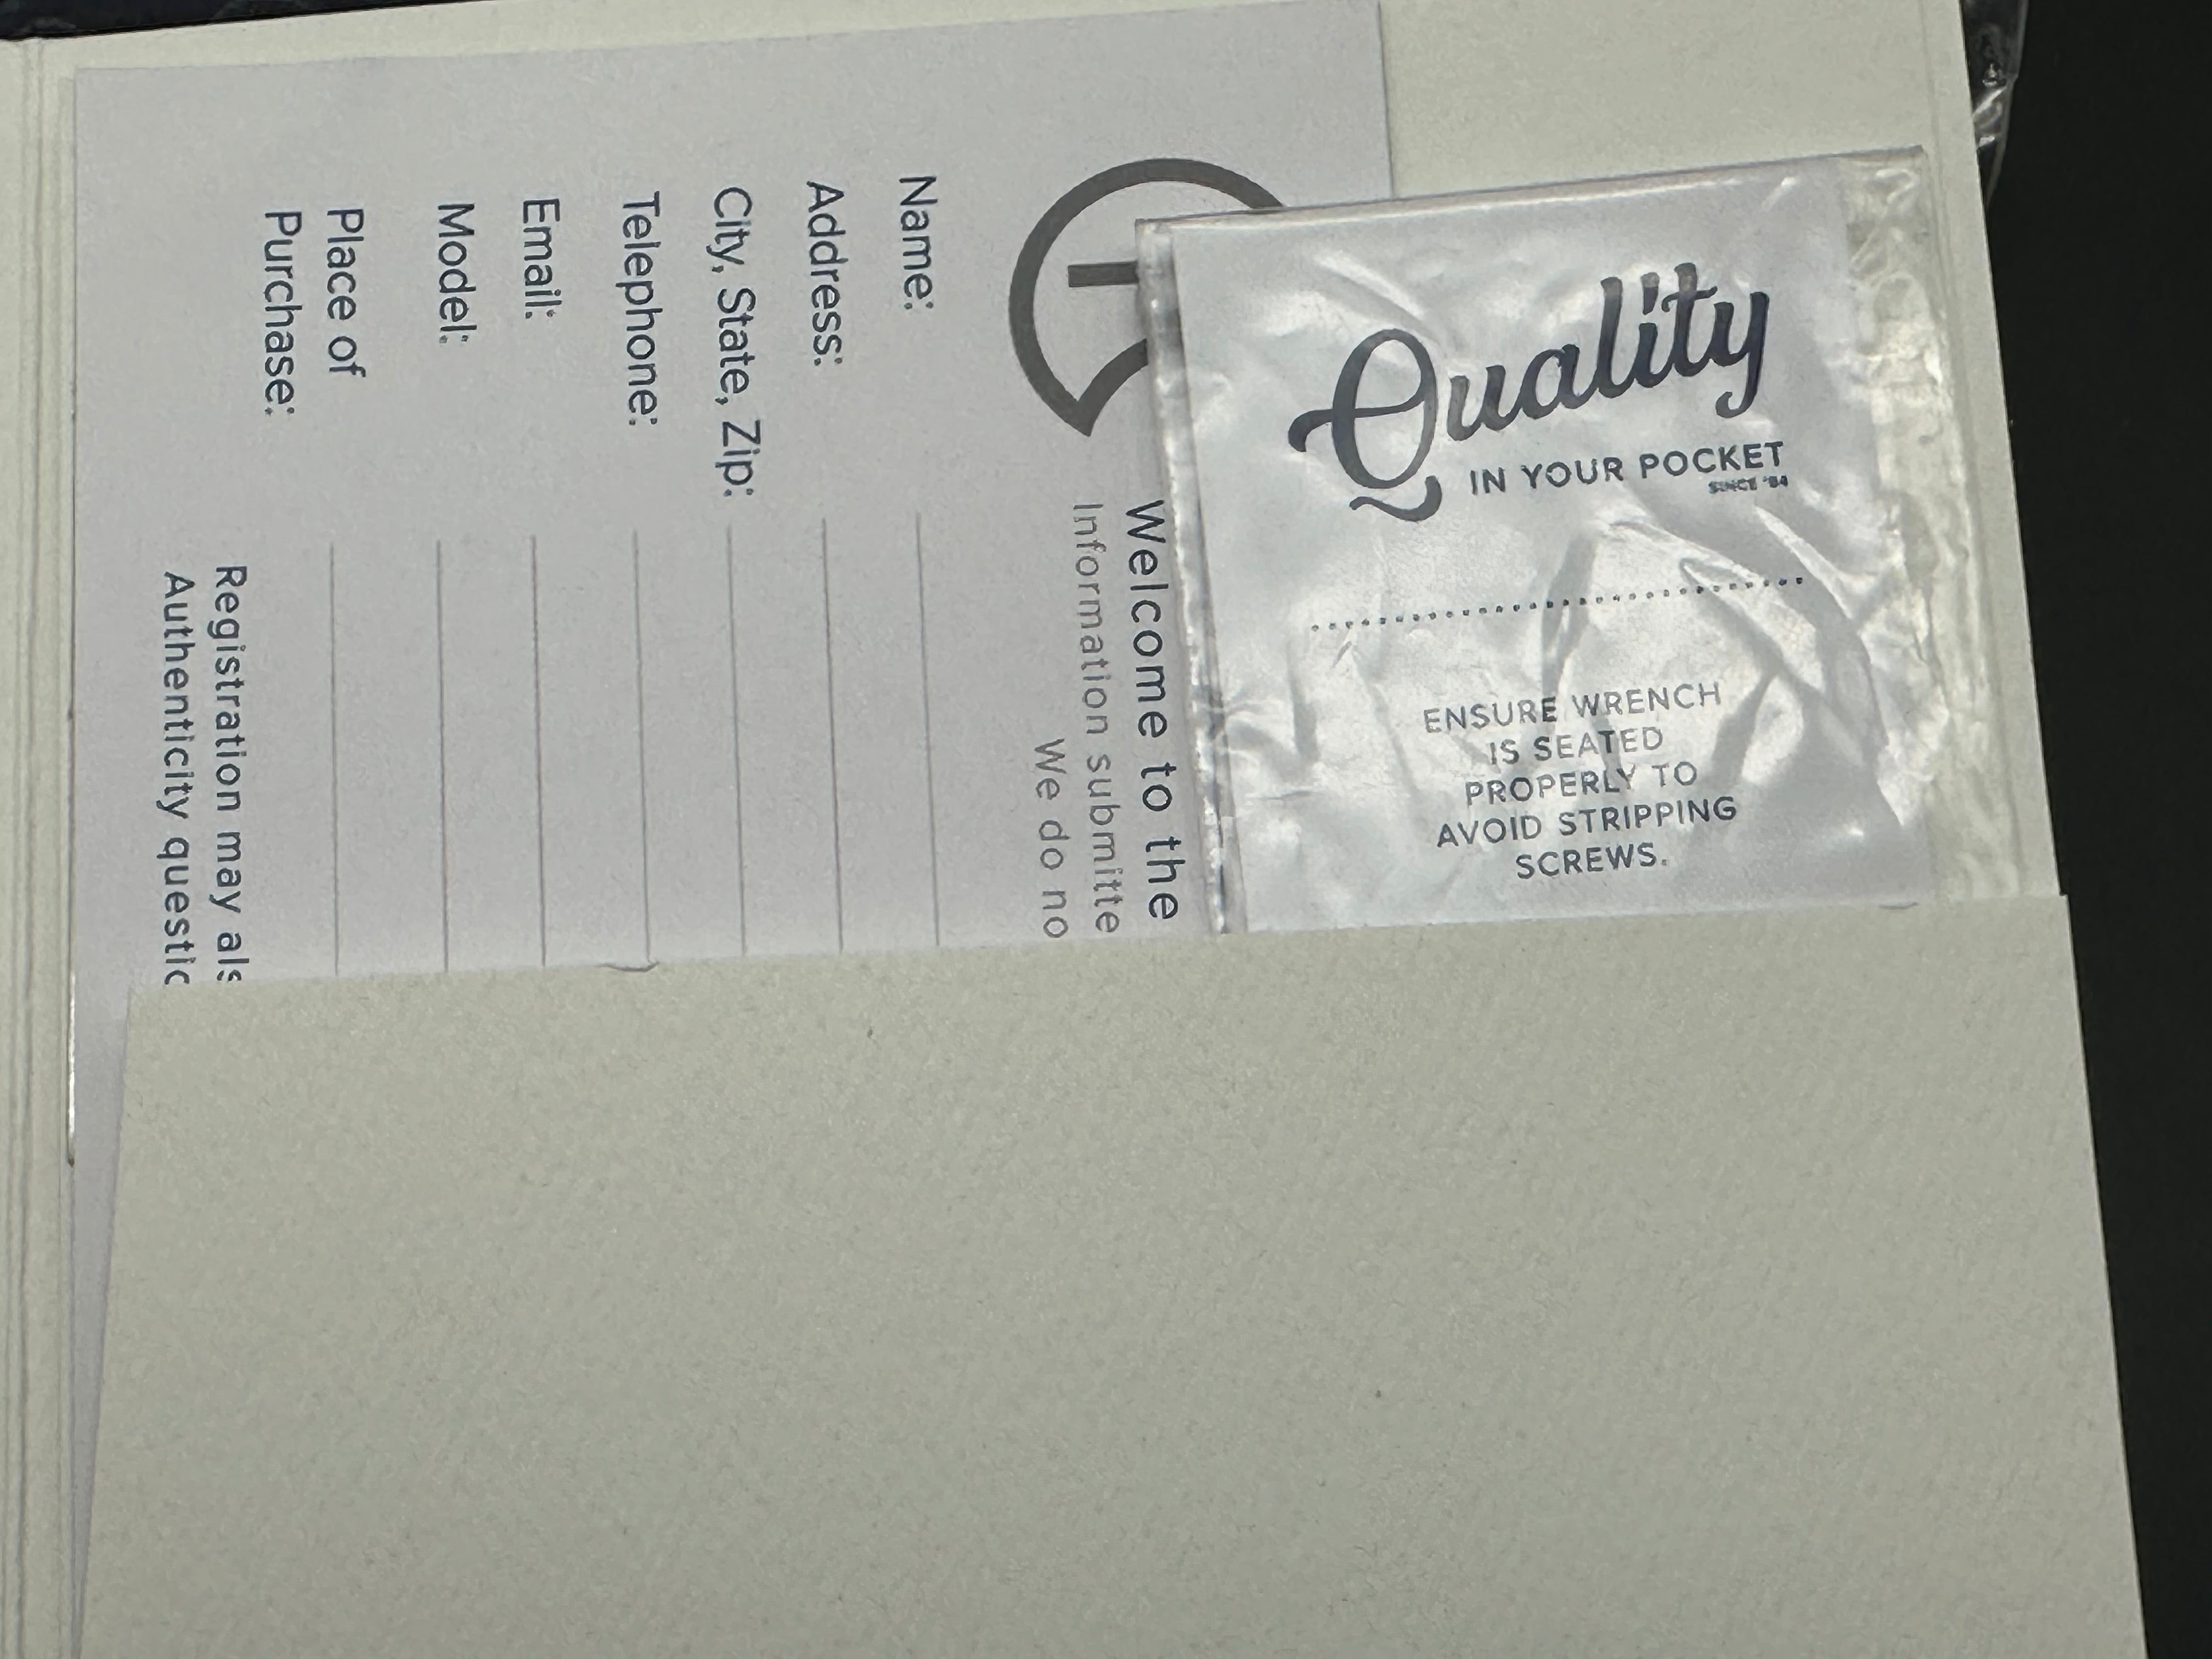 Quality
IN YOUR POCKET
SINCE '84
ENSURE WRENCH
IS SEATED
PROPERLY TO
AVOID STRIPPING
SCREWS.
Welcome to the
Information submitte
We do no
Name:
Address:
City, State, Zip:
Telephone:
Email:
Model:
Place of
Purchase:
Registration may als
Authenticity questic